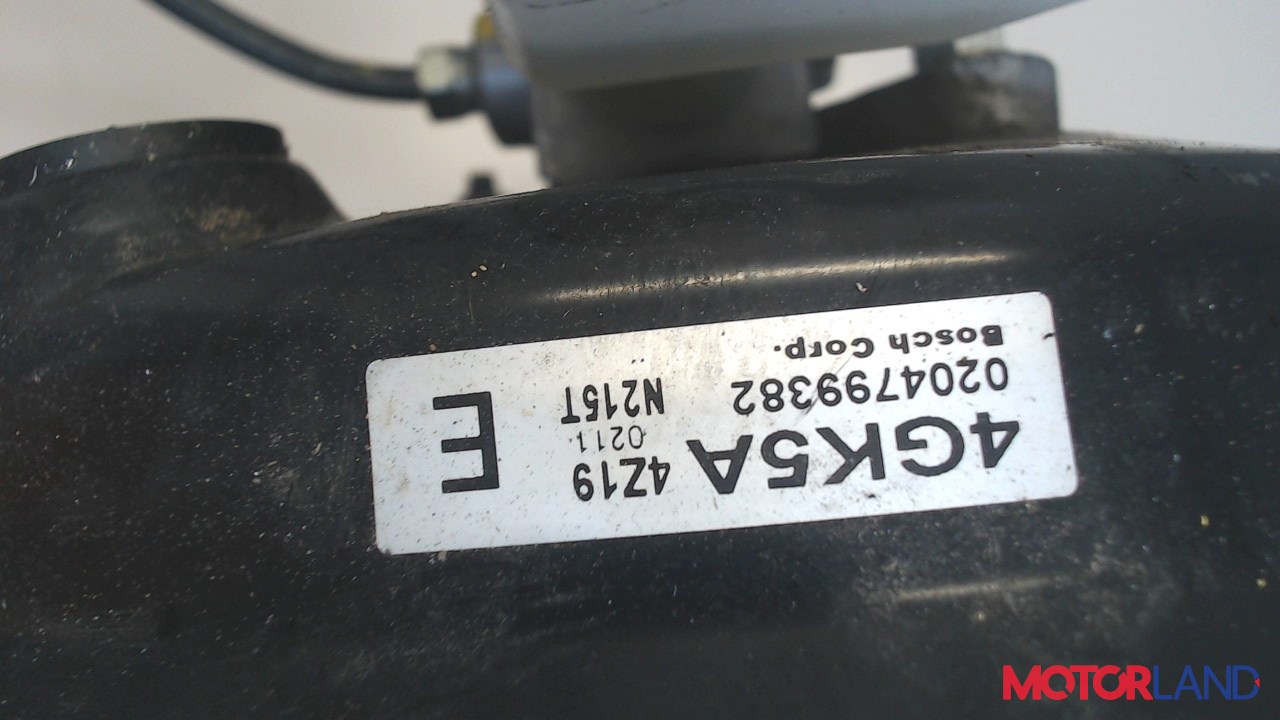 4GK5A 4Z19 E
0211
0204799382 N215T
Bosch Corp.
MOTORLAND